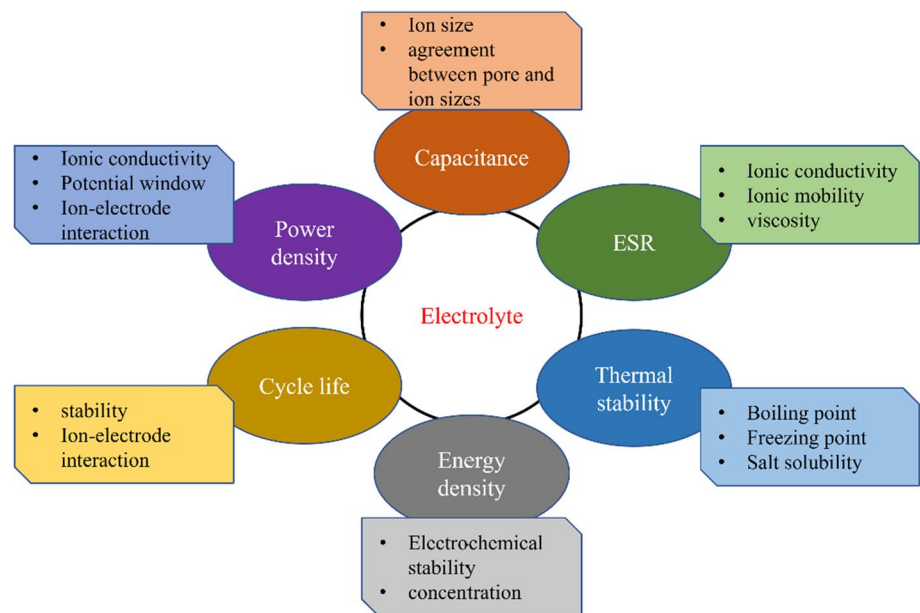 • Ion size
• agreement
between pore and
ion sizes
Capacitance
• Ionic conductivity
• Potential window
• Ion-electrode
interaction
Power
density
• Ionic conductivity
• Ionic mobility
• viscosity
ESR
Electrolyte
Cycle life
• stability
• Ion-electrode
interaction
Thermal
stability
• Boiling point
• Freezing point
• Salt solubility
Energy
density
• Electrochemical
stability
• concentration